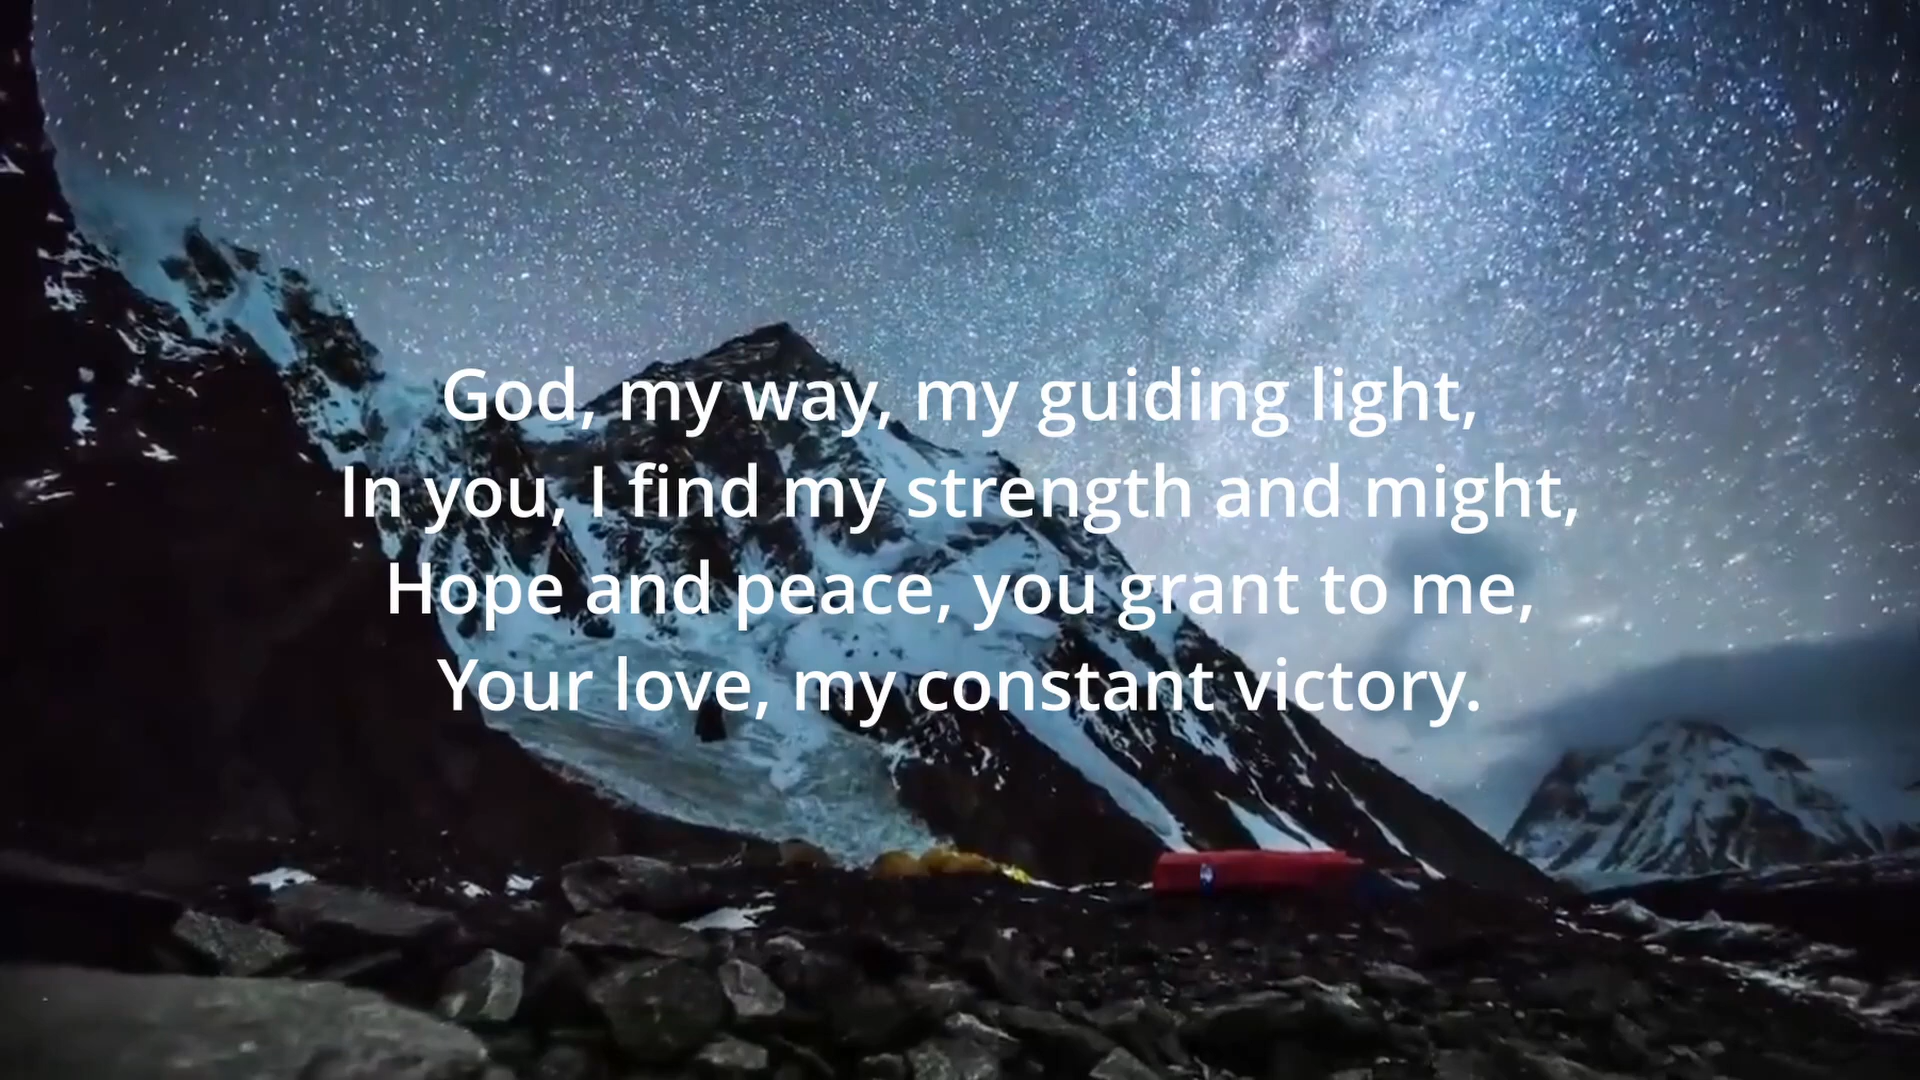 God, my way, my guiding light,
In you, I find my strength and might,
Hope and peace, you grant to me,
Your love, my constant victory.